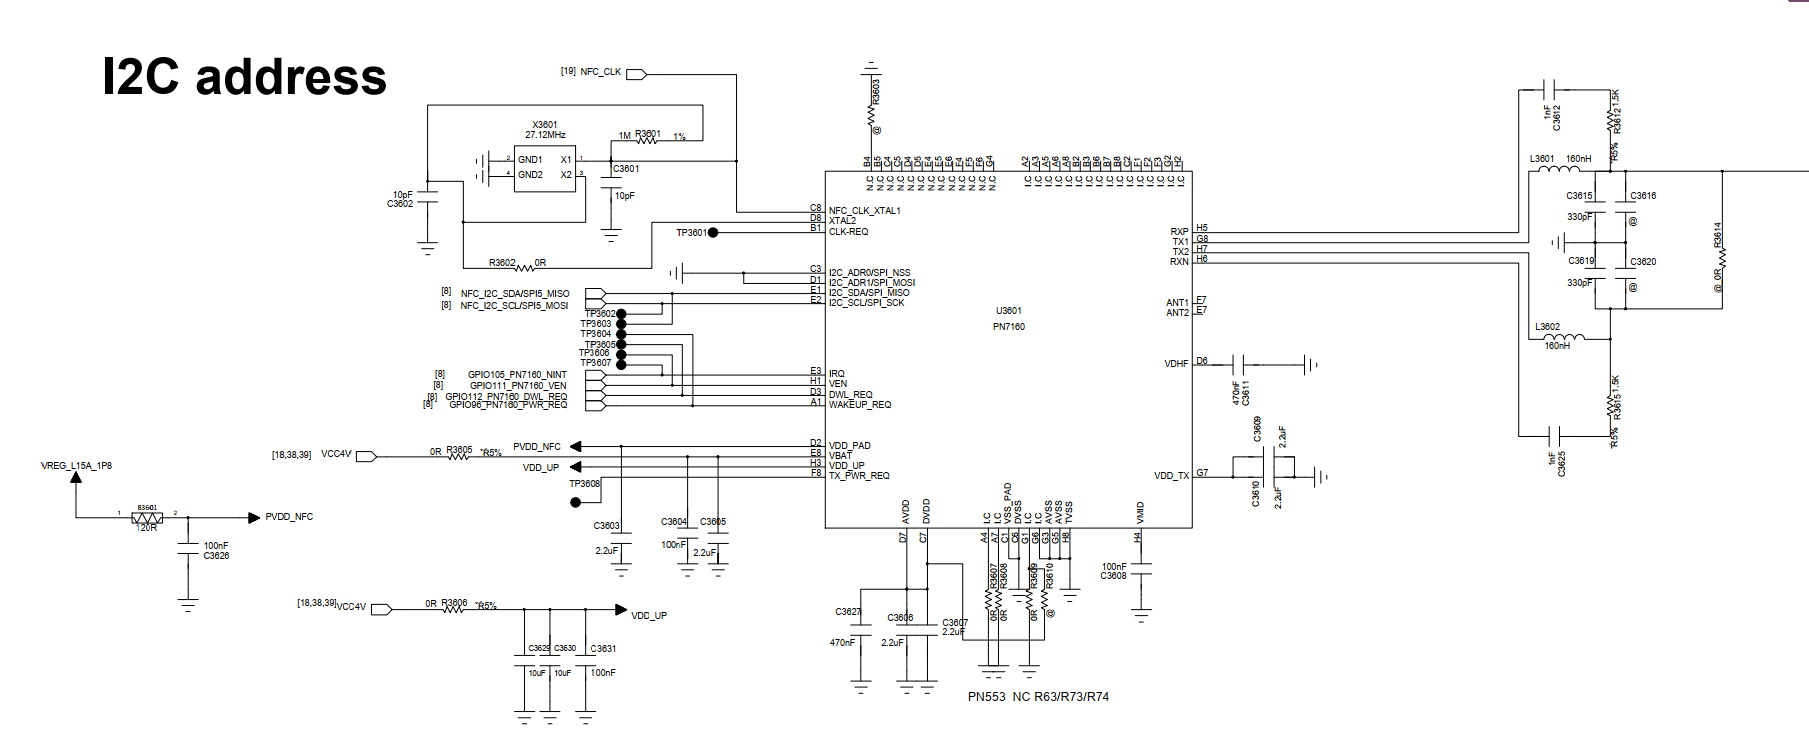 I2C address
[19] NFC_CLK
X3601
27.12MHz
GND1 X1
GND2 X2
2 1
4 3
1M R3601 1%
C3601
10pF
10pF
C3602
R3602 0R
TP3601
R3603
@
B4 B5 C4 C5 D4 D5 E4 E5 E6 F4 F5 F6 G4
N.C N.C N.C N.C N.C N.C N.C N.C N.C N.C N.C N.C N.C
A2 A3 A5 A6 A8 B2 B3 B6 B7 B8 C2 F1 F2 F3 G2 H2
I.C I.C I.C I.C I.C I.C I.C I.C I.C I.C I.C I.C I.C I.C I.C I.C
C8 NFC_CLK_XTAL1
D8 XTAL2
B1 CLK-REQ
C3 I2C_ADR0/SPI_NSS
D1 I2C_ADR1/SPI_MOSI
E1 I2C_SDA/SPI_MISO
E2 I2C_SCL/SPI_SCK
[8] NFC_I2C_SDA/SPI5_MISO
[8] NFC_I2C_SCL/SPI5_MOSI
TP3602
TP3603
TP3604
TP3605
TP3606
TP3607
U3601
PN7160
[8] GPIO105_PN7160_NINT
[8] GPIO111_PN7160_VEN
[8] GPIO112_PN7160_DWL_REQ
[8] GPIO96_PN7160_PWR_REQ
E3 IRQ
H1 VEN
D3 DWL_REQ
A1 WAKEUP_REQ
D2 VDD_PAD
E8 VBAT
H3 VDD_UP
F8 TX_PWR_REQ
RXP H5
TX1 G8
TX2 H7
RXN H6
ANT1 F7
ANT2 E7
VDHF D6
VDD_TX G7
470nF
C3611
C3609
2.2uF
C3610
2.2uF
1nF
C3612
R3612 1.5K
R5%
L3601 160nH
C3615 C3616
330pF @
C3619 C3620
330pF @
R3614
@ 0R
L3602
160nH
R3615 1.5K
R5%
1nF
C3625
[18,38,39] VCC4V
0R R3605 *R5%
PVDD_NFC
VDD_UP
TP3608
VREG_L15A_1P8
1 B3601 2
120R
PVDD_NFC
100nF
C3626
C3603
2.2uF
C3604
100nF
C3605
2.2uF
[18,38,39] VCC4V
0R R3606 *R5%
VDD_UP
C3629 C3630 C3631
10uF 10uF 100nF
AVDD DVDD
D7 C7
I.C I.C VSS_PAD DVSS I.C I.C AVSS AVSS TVSS VMID
A4 A7 C1 C6 G1 G6 G3 G5 H8 H4
R3607 R3608 R3609 R3610
0R 0R 0R @
100nF
C3608
C3627
470nF
C3606
2.2uF
C3607
2.2uF
PN553 NC R63/R73/R74